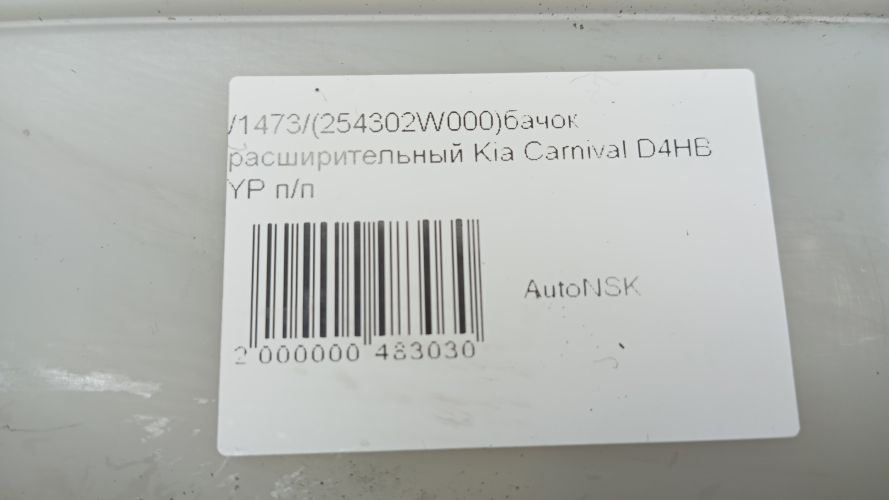 /1473/(254302W000)бачок
расширительный Kia Carnival D4HB
YP п/п
AutoNSK
2 000000 483030